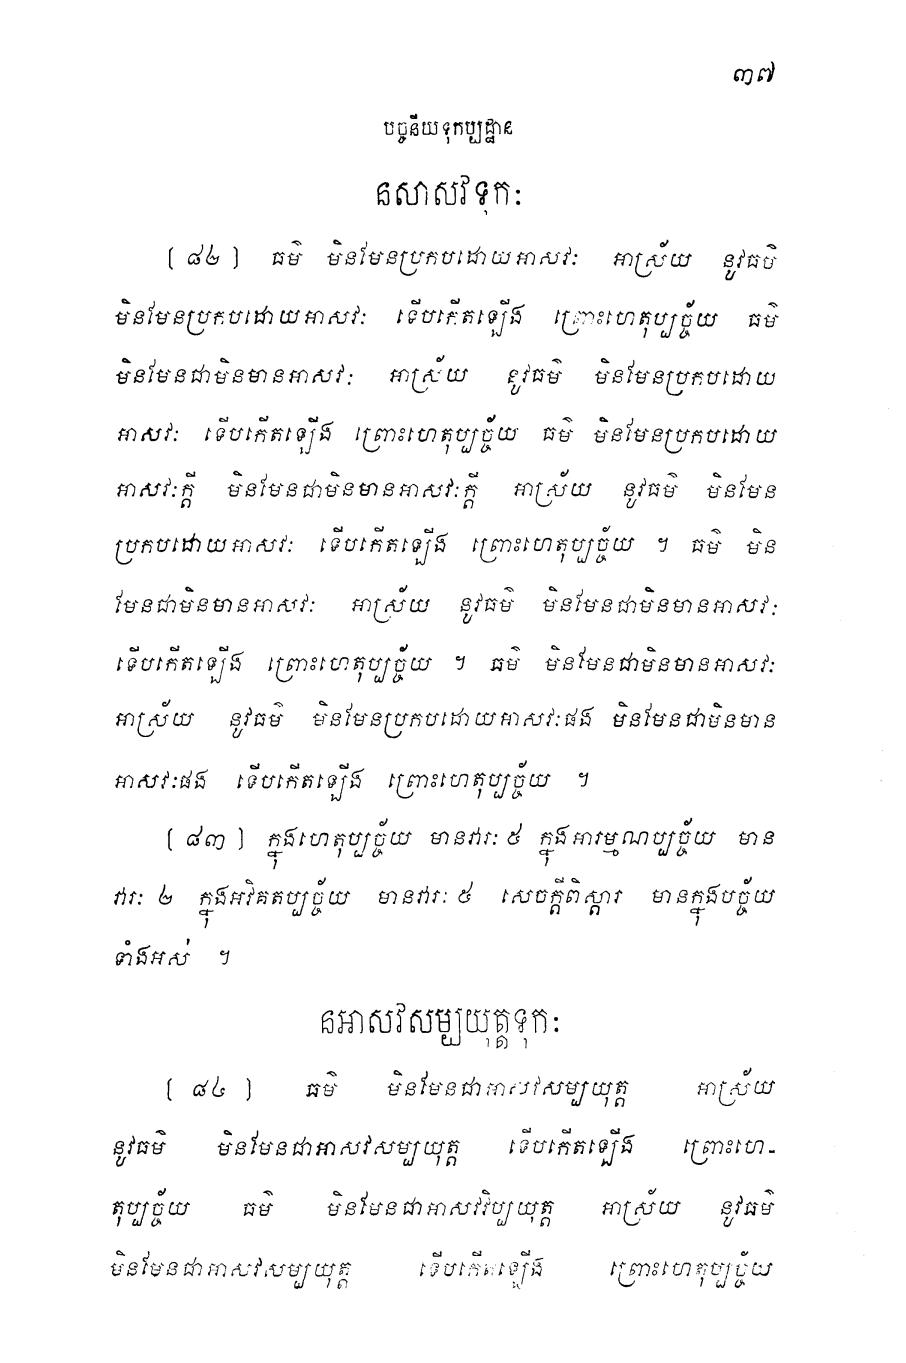 ៣៧
បច្ចនីយទុកប្បដ្ឋាន
នសាសវទុកៈ
[ ៨២ ] ធម៌ មិនមែនប្រកបដោយអាសវៈ អាស្រ័យ នូវធម៌
មិនមែនប្រកបដោយអាសវៈ ទើបកើតឡើង ព្រោះហេតុប្បច្ច័យ ធម៌
មិនមែនជាមិនមានអាសវៈ អាស្រ័យ នូវធម៌ មិនមែនប្រកបដោយ
អាសវៈ ទើបកើតឡើង ព្រោះហេតុប្បច្ច័យ ធម៌ មិនមែនប្រកបដោយ
អាសវៈក្តី មិនមែនជាមិនមានអាសវៈក្តី អាស្រ័យ នូវធម៌ មិនមែន
ប្រកបដោយអាសវៈ ទើបកើតឡើង ព្រោះហេតុប្បច្ច័យ ។ ធម៌ មិន
មែនជាមិនមានអាសវៈ អាស្រ័យ នូវធម៌ មិនមែនជាមិនមានអាសវៈ
ទើបកើតឡើង ព្រោះហេតុប្បច្ច័យ ។ ធម៌ មិនមែនជាមិនមានអាសវៈ
អាស្រ័យ នូវធម៌ មិនមែនប្រកបដោយអាសវៈផង មិនមែនជាមិនមាន
អាសវៈផង ទើបកើតឡើង ព្រោះហេតុប្បច្ច័យ ។
[ ៨៣ ] ក្នុងហេតុប្បច្ច័យ មានវារៈ ៥ ក្នុងអារម្មណប្បច្ច័យ មាន
វារៈ ២ ក្នុងអវិគតប្បច្ច័យ មានវារៈ ៥ សេចក្តីពិស្តារ មានក្នុងបច្ច័យ
ទាំងអស់ ។
នអាសវសម្បយុត្តទុកៈ
[ ៨៤ ] ធម៌ មិនមែនជាអាសវសម្បយុត្ត អាស្រ័យ
នូវធម៌ មិនមែនជាអាសវសម្បយុត្ត ទើបកើតឡើង ព្រោះហេ-
តុប្បច្ច័យ ធម៌ មិនមែនជាអាសវវិប្បយុត្ត អាស្រ័យ នូវធម៌
មិនមែនជាអាសវសម្បយុត្ត ទើបកើតឡើង ព្រោះហេតុប្បច្ច័យ